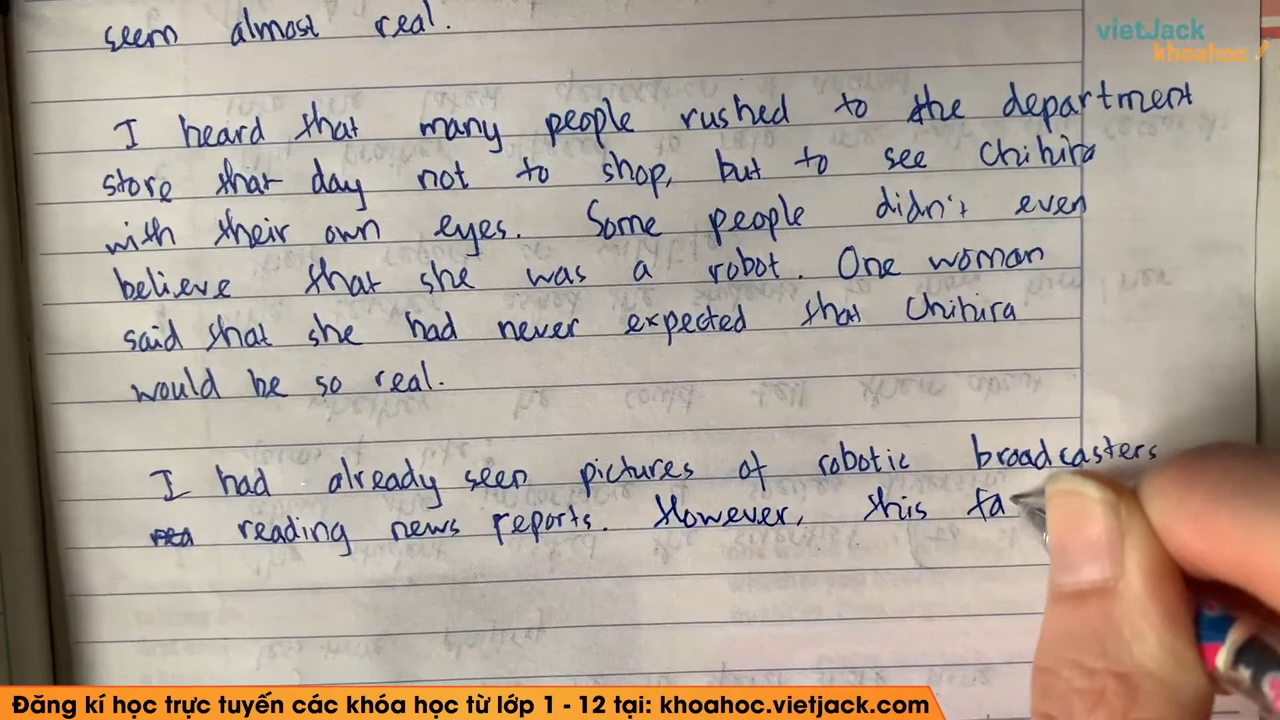 vietJack
khoahoc
seem almost real.
I heard that many people rushed to the department
store that day not to shop, but to see Chihira
with their own eyes. Some people didn't even
believe that she was a robot. One woman
said that she had never expected that Chihira
would be so real.
I had already seen pictures of robotic broadcasters
reading news reports. However, this
Đăng kí học trực tuyến các khóa học từ lớp 1 - 12 tại: khoahoc.vietjack.com